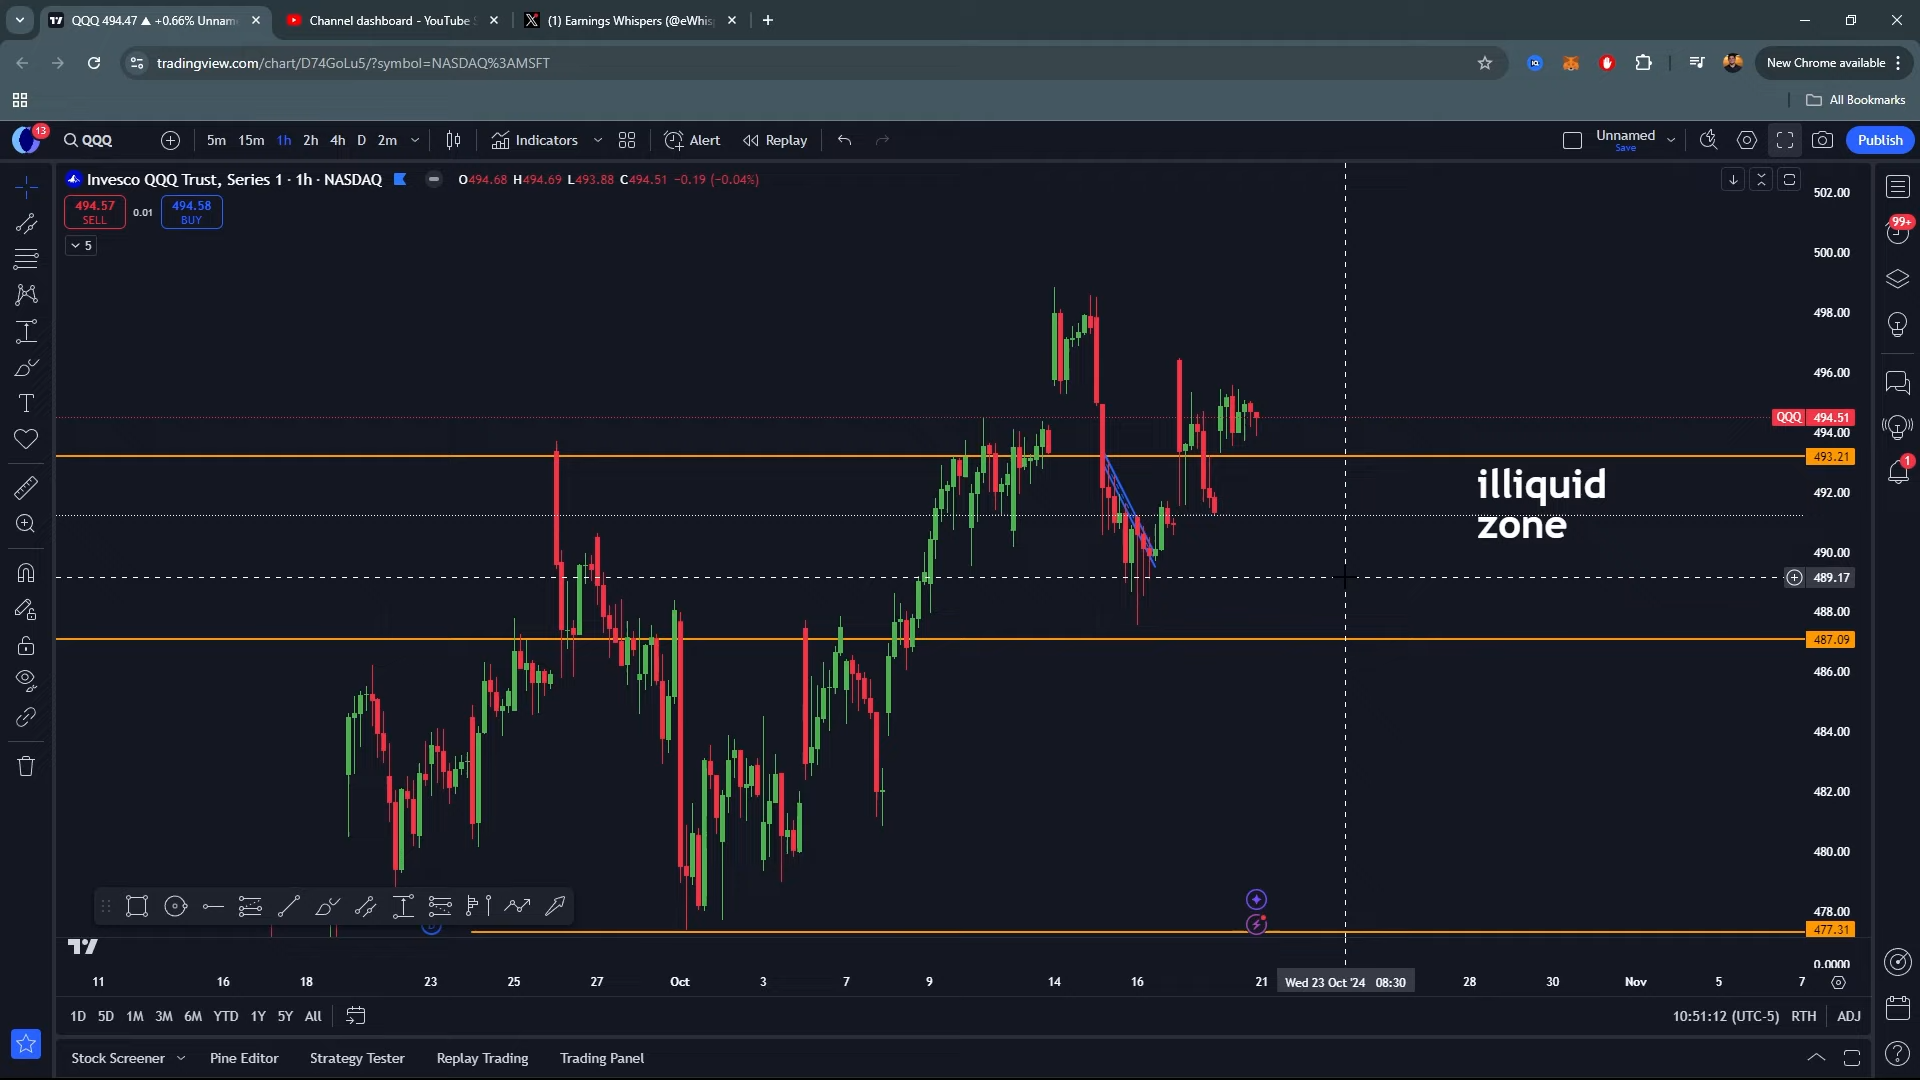 QQQ 494.47 ▲ +0.66% Unnam
Channel dashboard - YouTube S
(1) Earnings Whispers (@eWhis
tradingview.com/chart/D74GoLu5/?symbol=NASDAQ%3AMSFT
New Chrome available
All Bookmarks
13
QQQ
5m 15m 1h 2h 4h D 2m
Indicators
Alert
Replay
Unnamed
Save
Publish
Invesco QQQ Trust, Series 1 · 1h · NASDAQ
O494.68 H494.69 L493.88 C494.51 −0.19 (−0.04%)
494.57
SELL
0.01
494.58
BUY
5
99+
1
502.00
500.00
498.00
496.00
QQQ 494.51
494.00
493.21
492.00
illiquid
zone
490.00
489.17
488.00
487.09
486.00
484.00
482.00
480.00
478.00
477.31
0.0000
11 16 18 23 25 27 Oct 3 7 9 14 16 21 Wed 23 Oct '24 08:30 28 30 Nov 5 7
1D 5D 1M 3M 6M YTD 1Y 5Y All
10:51:12 (UTC-5) RTH ADJ
Stock Screener Pine Editor Strategy Tester Replay Trading Trading Panel